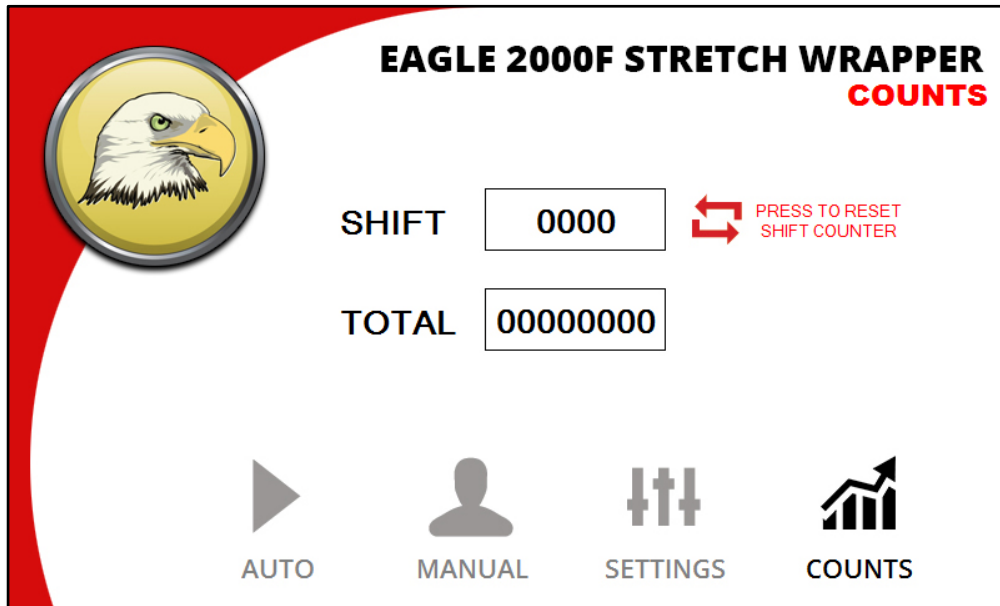 EAGLE 2000F STRETCH WRAPPER
COUNTS
SHIFT 0000
PRESS TO RESET
SHIFT COUNTER
TOTAL 00000000
AUTO MANUAL SETTINGS COUNTS